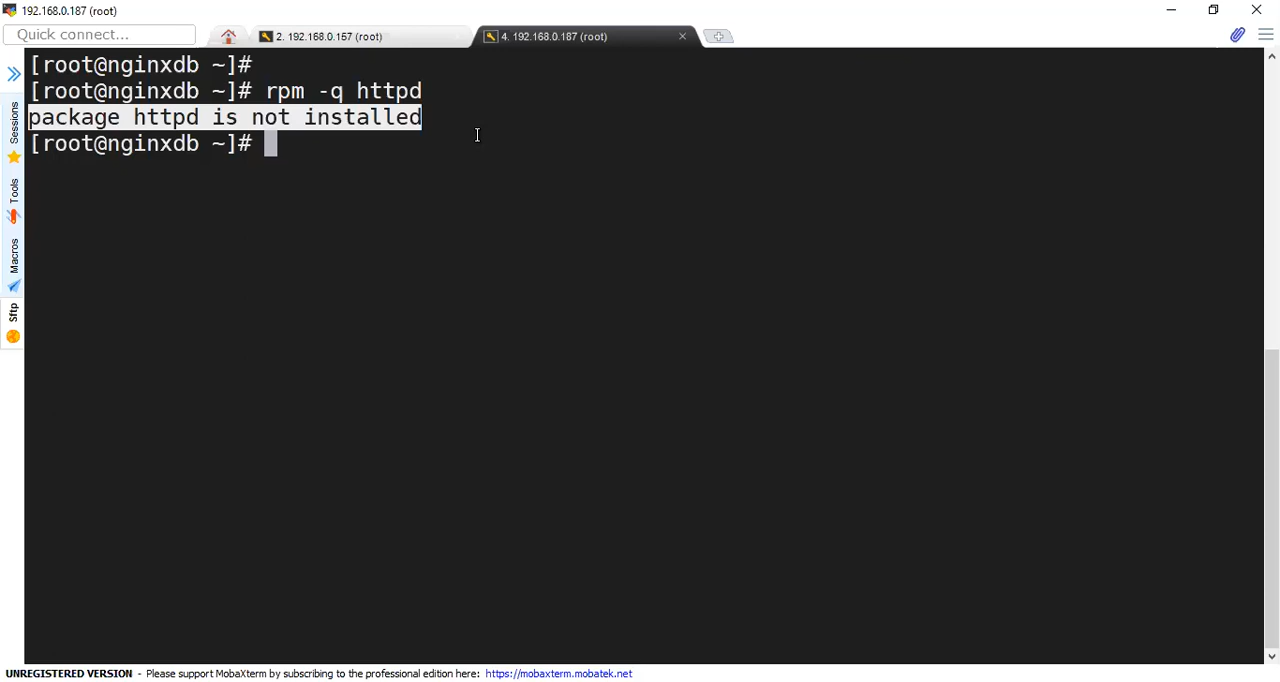 192.168.0.187 (root)
Quick connect...
2. 192.168.0.157 (root)
4. 192.168.0.187 (root)
[root@nginxdb ~]#
[root@nginxdb ~]# rpm -q httpd
package httpd is not installed
[root@nginxdb ~]#
Sessions
Tools
Macros
Sftp
UNREGISTERED VERSION - Please support MobaXterm by subscribing to the professional edition here: https://mobaxterm.mobatek.net